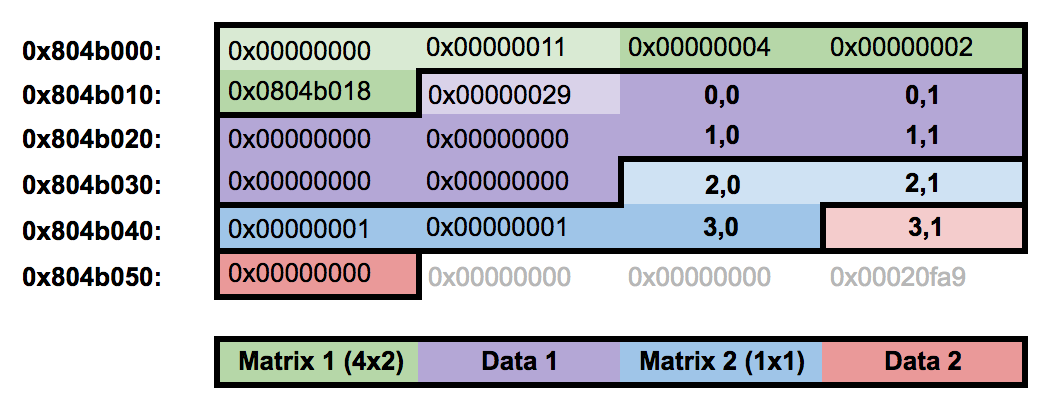 0x804b000: 0x00000000 0x00000011 0x00000004 0x00000002
0x804b010: 0x0804b018 0x00000029 0,0 0,1
0x804b020: 0x00000000 0x00000000 1,0 1,1
0x804b030: 0x00000000 0x00000000 2,0 2,1
0x804b040: 0x00000001 0x00000001 3,0 3,1
0x804b050: 0x00000000 0x00000000 0x00000000 0x00020fa9
Matrix 1 (4x2) Data 1 Matrix 2 (1x1) Data 2